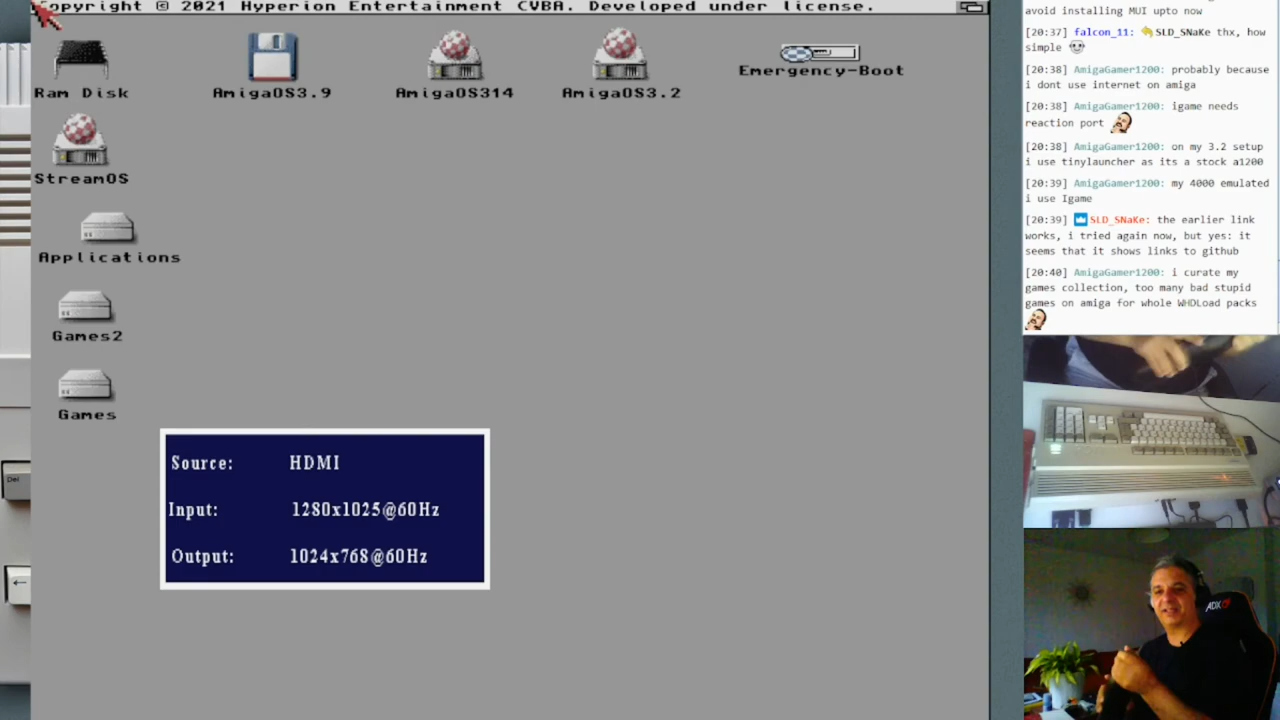 Copyright © 2021 Hyperion Entertainment CVBA. Developed under license.
Ram Disk
AmigaOS3.9
AmigaOS314
AmigaOS3.2
Emergency-Boot
StreamOS
Applications
Games2
Games
Source: HDMI
Input: 1280x1025@60Hz
Output: 1024x768@60Hz
Del
avoid installing MUI upto now
[20:37] falcon_11: SLD_SNaKe thx, how
simple
[20:38] AmigaGamer1200: probably because
i dont use internet on amiga
[20:38] AmigaGamer1200: igame needs
reaction port
[20:38] AmigaGamer1200: on my 3.2 setup
i use tinylauncher as its a stock a1200
[20:39] AmigaGamer1200: my 4000 emulated
i use Igame
[20:39] SLD_SNaKe: the earlier link
works, i tried again now, but yes: it
seems that it shows links to github
[20:40] AmigaGamer1200: i curate my
games collection, too many bad stupid
games on amiga for whole WHDLoad packs
ADX